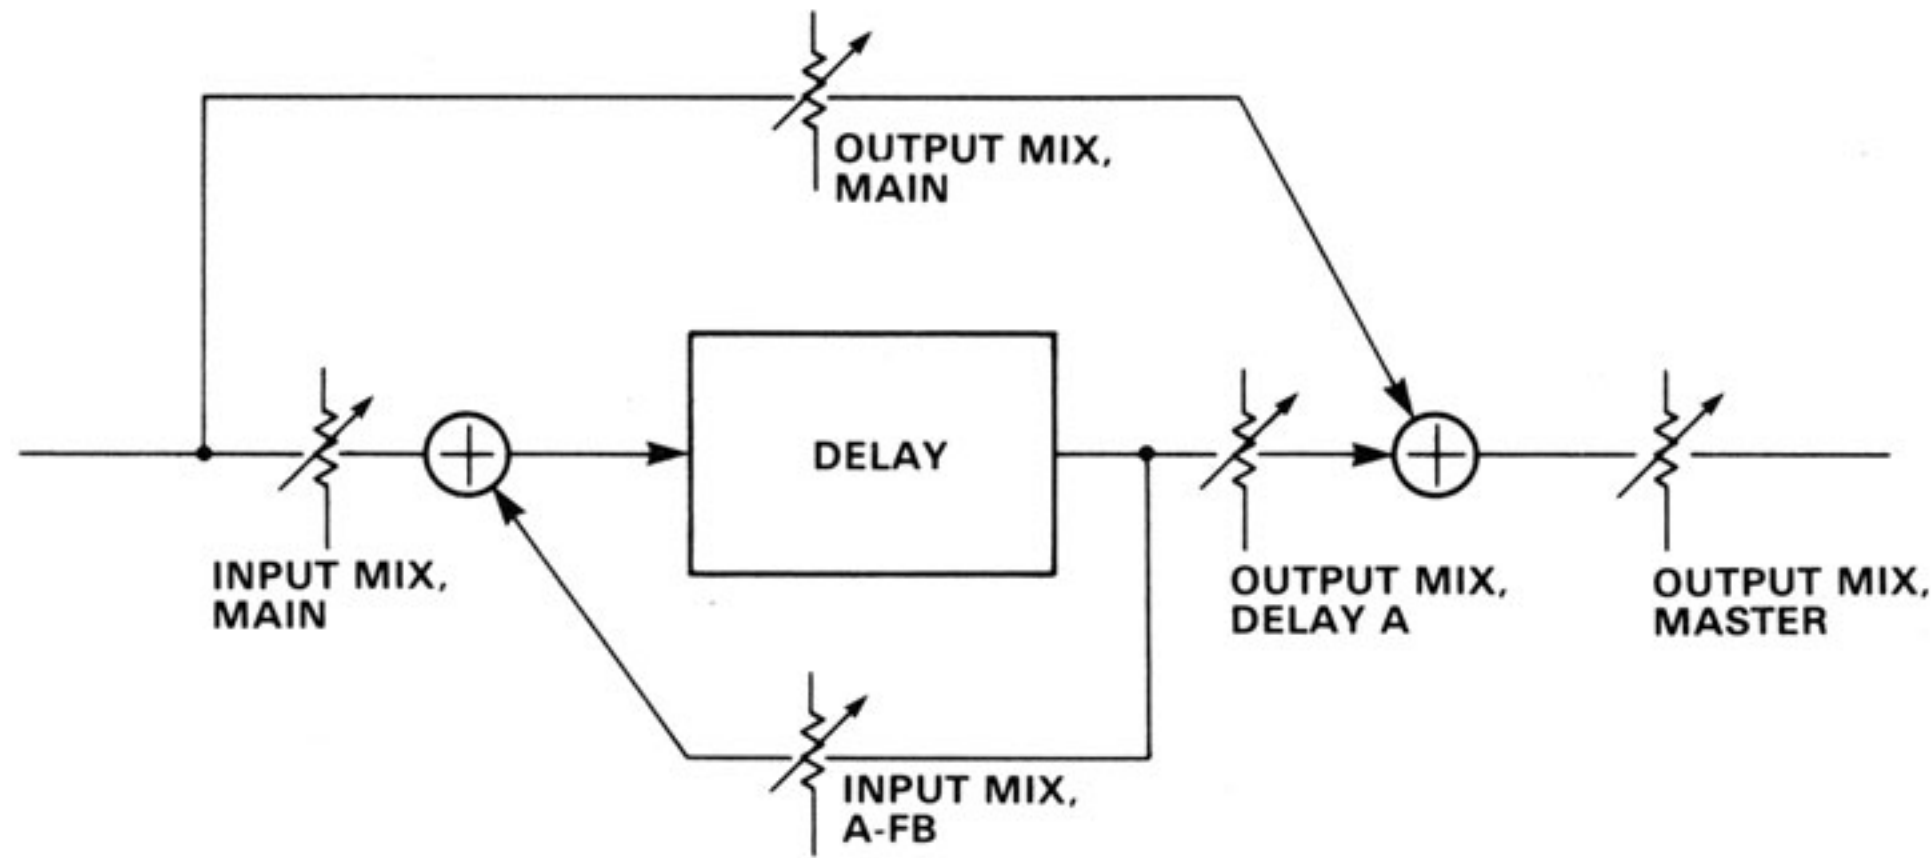 OUTPUT MIX,
MAIN
DELAY
INPUT MIX,
MAIN
OUTPUT MIX,
DELAY A
OUTPUT MIX,
MASTER
INPUT MIX,
A-FB